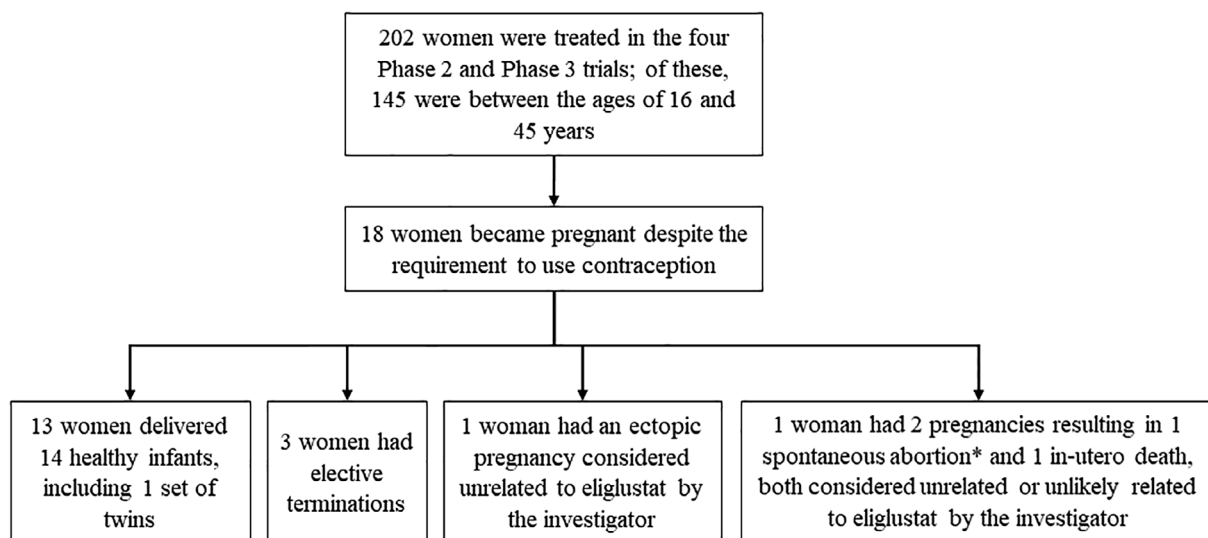 202 women were treated in the four
Phase 2 and Phase 3 trials; of these,
145 were between the ages of 16 and
45 years
18 women became pregnant despite the
requirement to use contraception
13 women delivered
14 healthy infants,
including 1 set of
twins
3 women had
elective
terminations
1 woman had an ectopic
pregnancy considered
unrelated to eliglustat by
the investigator
1 woman had 2 pregnancies resulting in 1
spontaneous abortion* and 1 in-utero death,
both considered unrelated or unlikely related
to eliglustat by the investigator